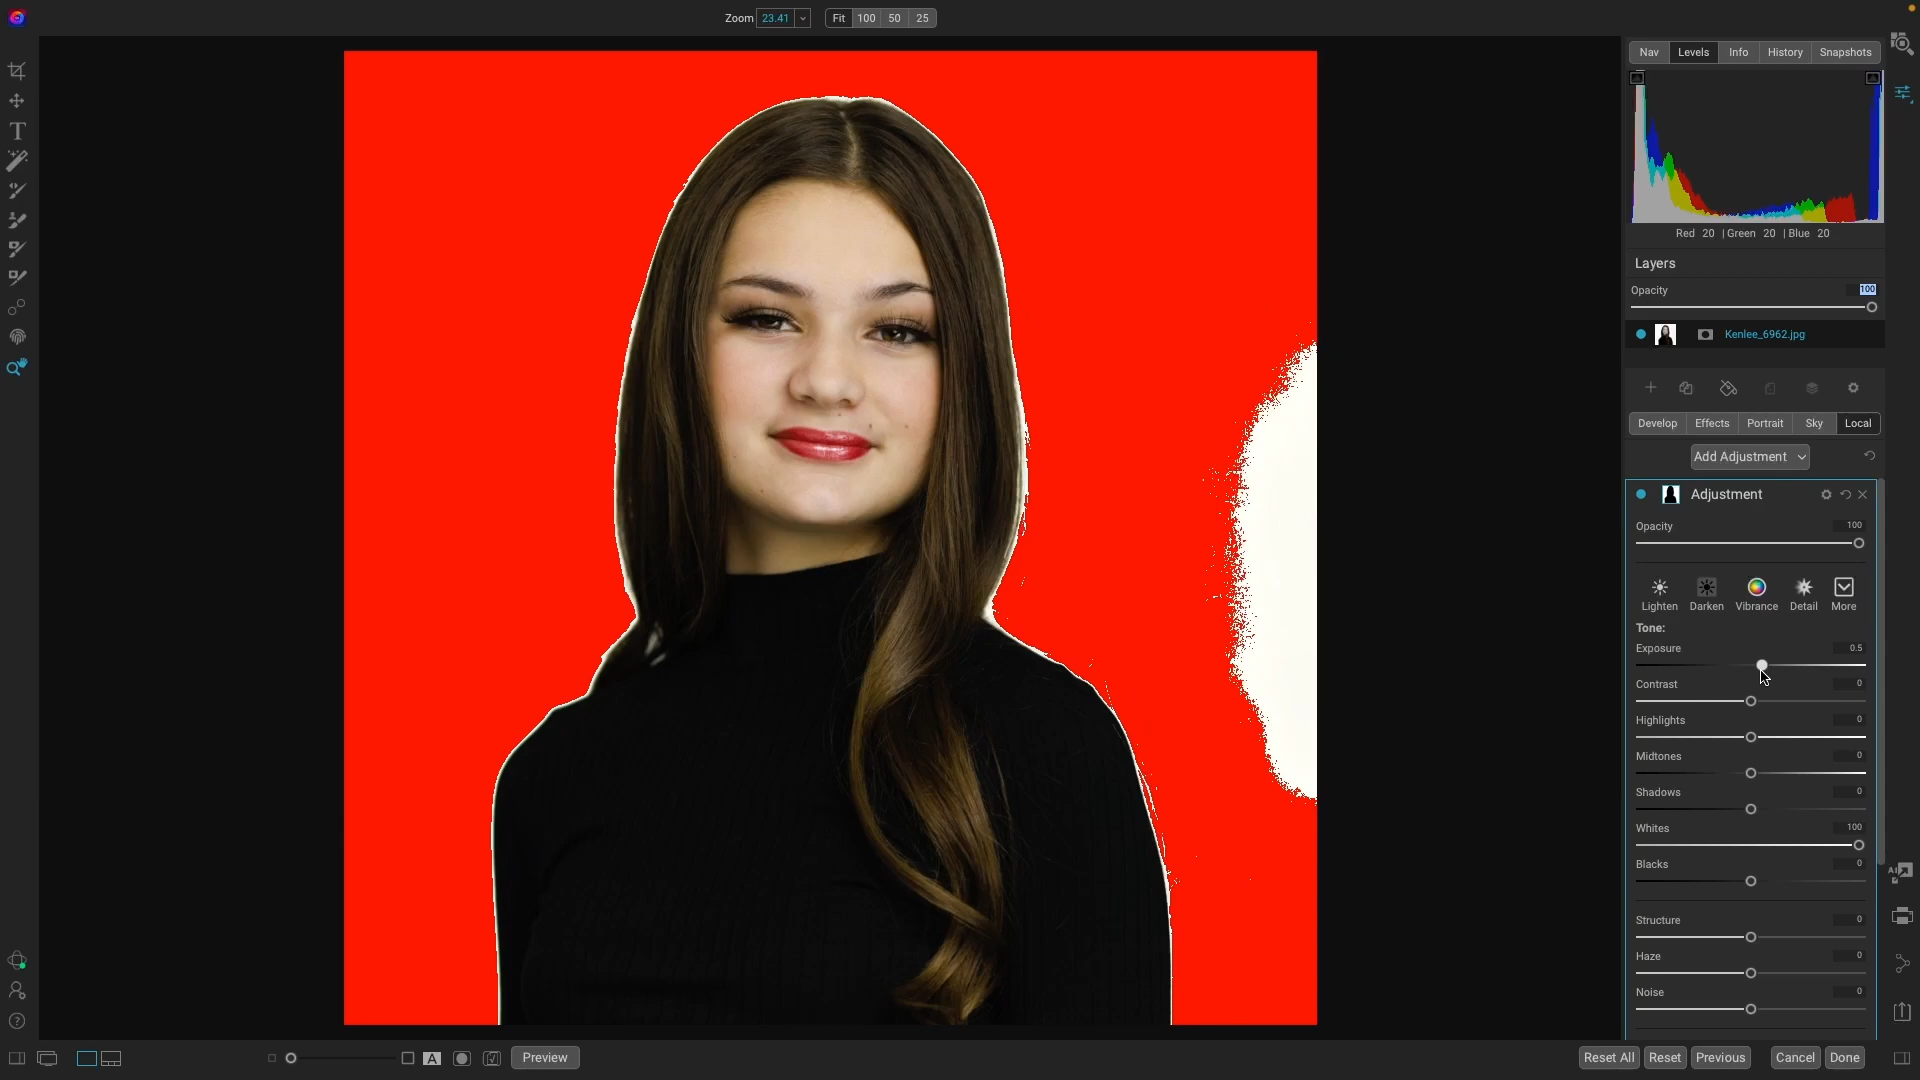 Zoom 23.41 Fit 100 50 25
Nav Levels Info History Snapshots
Red 20 | Green 20 | Blue 20
Layers
Opacity 100
Kenlee_6962.jpg
Develop Effects Portrait Sky Local
Add Adjustment
Adjustment
Opacity 100
Lighten Darken Vibrance Detail More
Tone:
Exposure 0.5
Contrast 0
Highlights 0
Midtones 0
Shadows 0
Whites 100
Blacks 0
Structure 0
Haze 0
Noise 0
A Preview Reset All Reset Previous Cancel Done